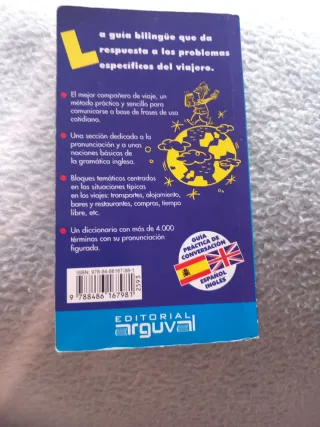 La guía bilingüe que da
respuesta a los problemas
específicos del viajero.
El mejor compañero de viaje, un
método práctico y sencillo para
comunicarse a base de frases de uso
cotidiano.
Una sección dedicada a la
pronunciación y a unas
nociones básicas de la
gramática inglesa.
Bloques temáticos centrados
en las situaciones típicas
en los viajes: transportes, alojamiento,
bares y restaurantes, compras, tiempo
libre, etc.
Un diccionario con más de 4.000
términos con su pronunciación
figurada.
GUÍA
PRÁCTICA DE
CONVERSACIÓN
ESPAÑOL
INGLÉS
9 788486 167981
EDITORIAL
arguval